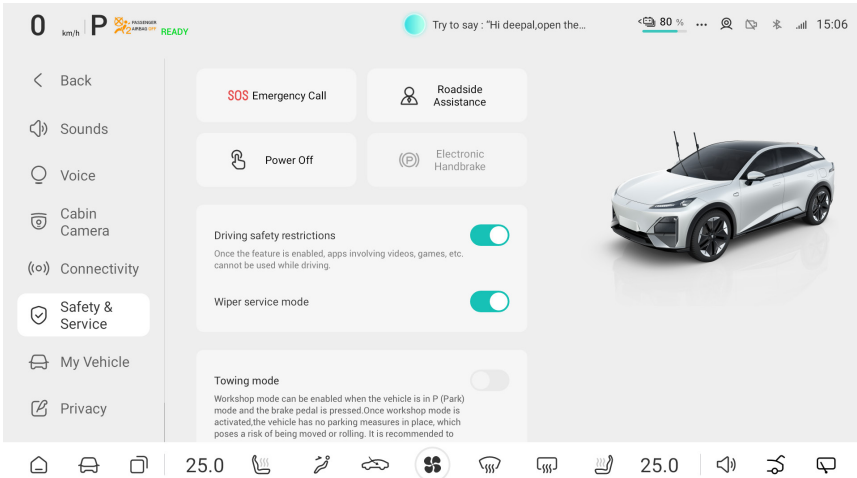 0 km/h P PASSENGER
2 AIRBAG OFF READY
Try to say : "Hi deepal,open the...
80 %
15:06
Back
Sounds
Voice
Cabin
Camera
Connectivity
Safety &
Service
My Vehicle
Privacy
SOS Emergency Call
Roadside
Assistance
Power Off
Electronic
Handbrake
Driving safety restrictions
Once the feature is enabled, apps involving videos, games, etc.
cannot be used while driving.
Wiper service mode
Towing mode
Workshop mode can be enabled when the vehicle is in P (Park)
mode and the brake pedal is pressed.Once workshop mode is
activated,the vehicle has no parking measures in place, which
poses a risk of being moved or rolling. It is recommended to
25.0
25.0